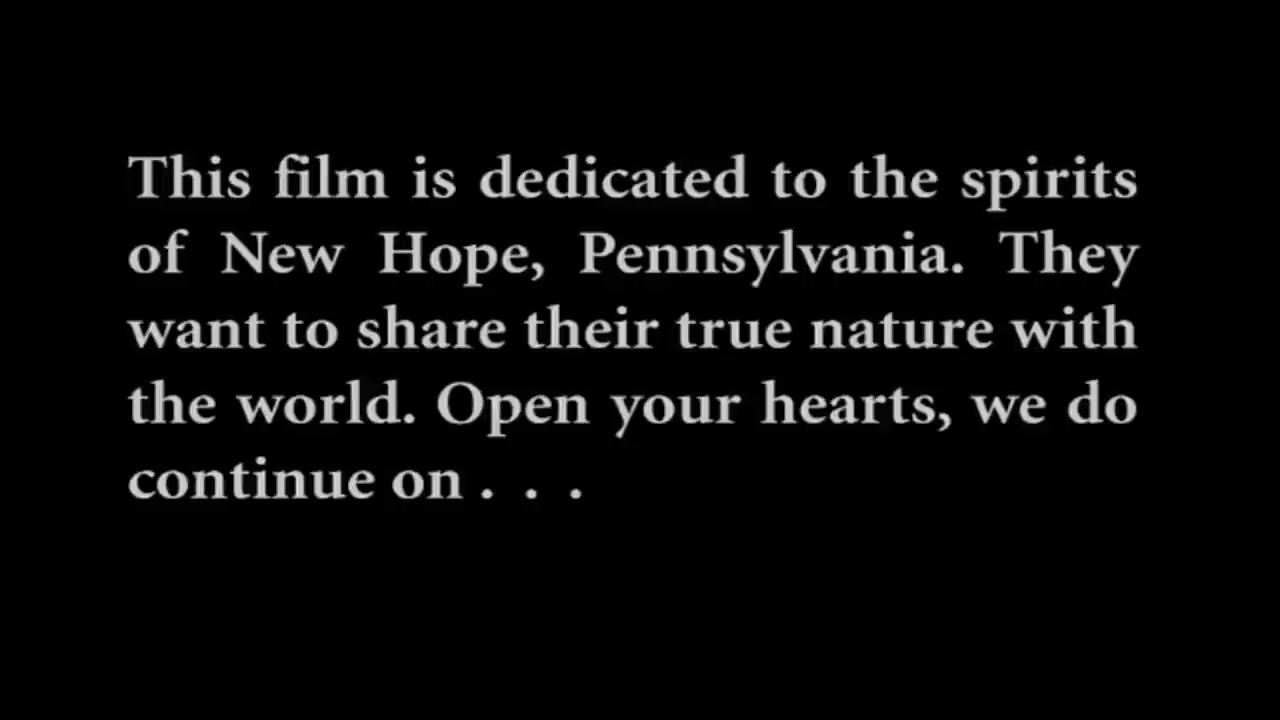 This film is dedicated to the spirits
of New Hope, Pennsylvania. They
want to share their true nature with
the world. Open your hearts, we do
continue on . . .